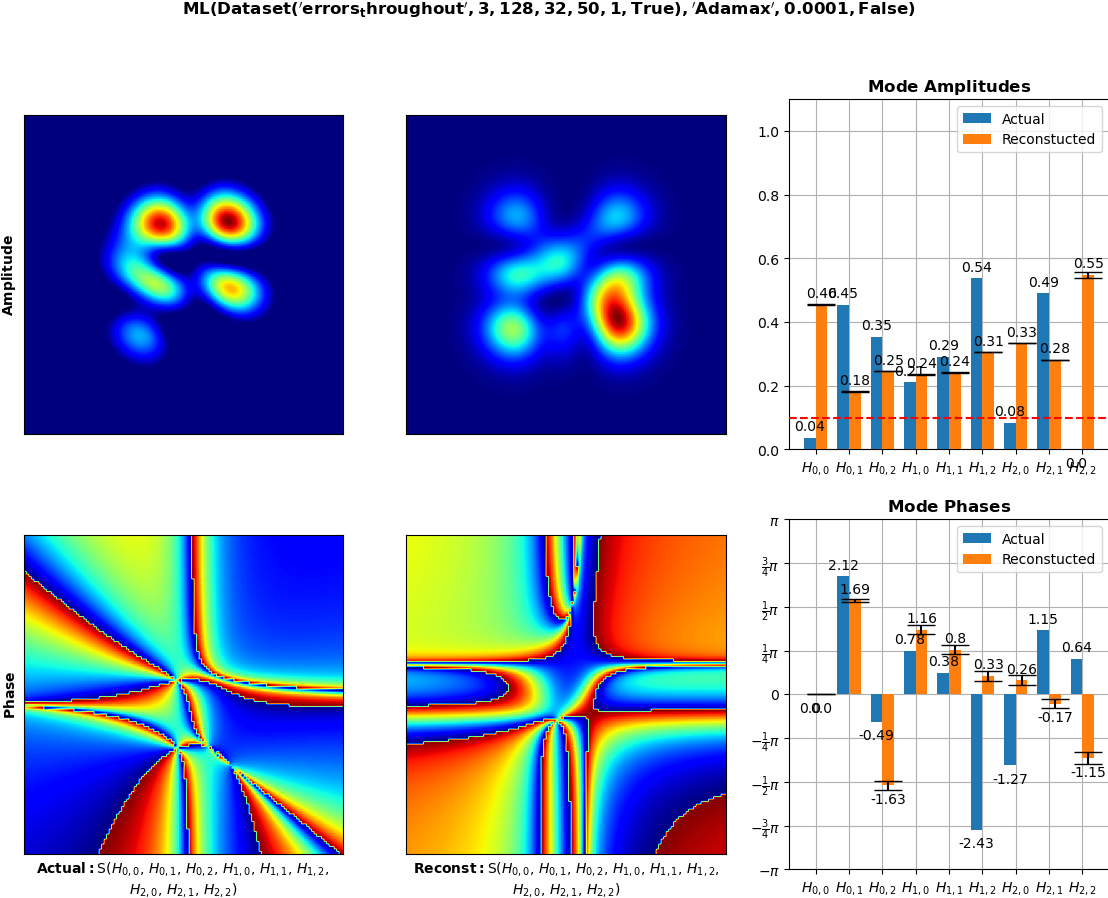 ML(Dataset('errors_throughout', 3, 128, 32, 50, 1, True), 'Adamax', 0.0001, False)
Amplitude
Mode Amplitudes
Actual
Reconstucted
1.0
0.8
0.6
0.4
0.2
0.0
0.04
0.46
0.45
0.18
0.35
0.25
0.21
0.24
0.29
0.24
0.54
0.31
0.08
0.33
0.49
0.28
0.0
0.55
H0,0 H0,1 H0,2 H1,0 H1,1 H1,2 H2,0 H2,1 H2,2
Phase
Actual: S(H0,0, H0,1, H0,2, H1,0, H1,1, H1,2,
H2,0, H2,1, H2,2)
Reconst: S(H0,0, H0,1, H0,2, H1,0, H1,1, H1,2,
H2,0, H2,1, H2,2)
Mode Phases
Actual
Reconstucted
π
3/4π
1/2π
1/4π
0
−1/4π
−1/2π
−3/4π
−π
0.0
0.0
2.12
1.69
-0.49
-1.63
0.78
1.16
0.38
0.8
-2.43
0.33
-1.27
0.26
1.15
-0.17
0.64
-1.15
H0,0 H0,1 H0,2 H1,0 H1,1 H1,2 H2,0 H2,1 H2,2